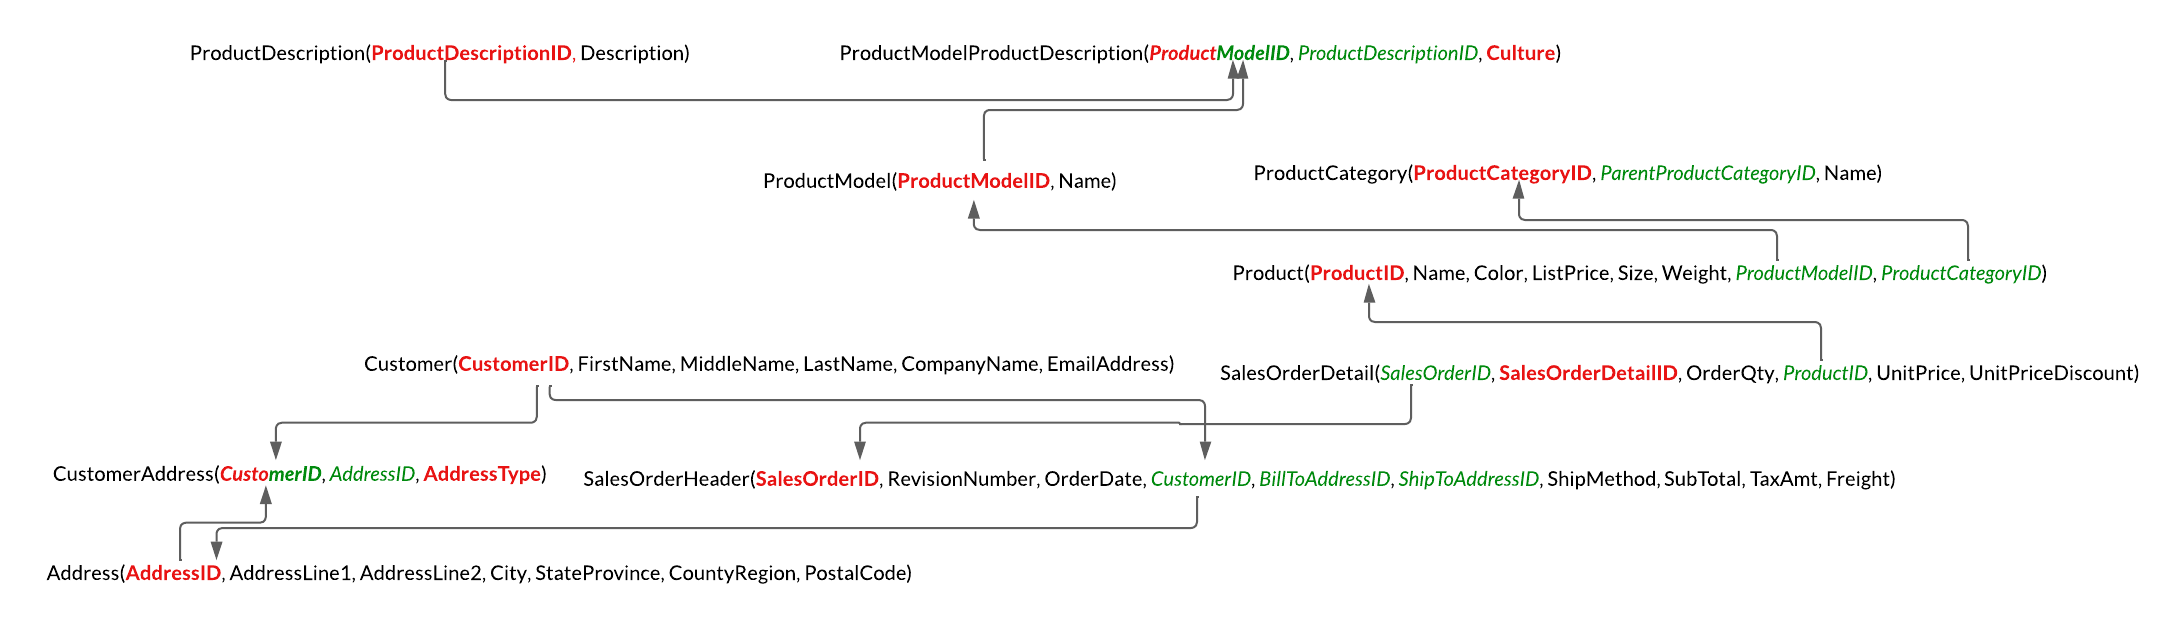 ProductDescription(ProductDescriptionID, Description)
ProductModelProductDescription(ProductModelID, ProductDescriptionID, Culture)
ProductModel(ProductModelID, Name)
ProductCategory(ProductCategoryID, ParentProductCategoryID, Name)
Product(ProductID, Name, Color, ListPrice, Size, Weight, ProductModelID, ProductCategoryID)
Customer(CustomerID, FirstName, MiddleName, LastName, CompanyName, EmailAddress)
SalesOrderDetail(SalesOrderID, SalesOrderDetailID, OrderQty, ProductID, UnitPrice, UnitPriceDiscount)
CustomerAddress(CustomerID, AddressID, AddressType)
SalesOrderHeader(SalesOrderID, RevisionNumber, OrderDate, CustomerID, BillToAddressID, ShipToAddressID, ShipMethod, SubTotal, TaxAmt, Freight)
Address(AddressID, AddressLine1, AddressLine2, City, StateProvince, CountyRegion, PostalCode)